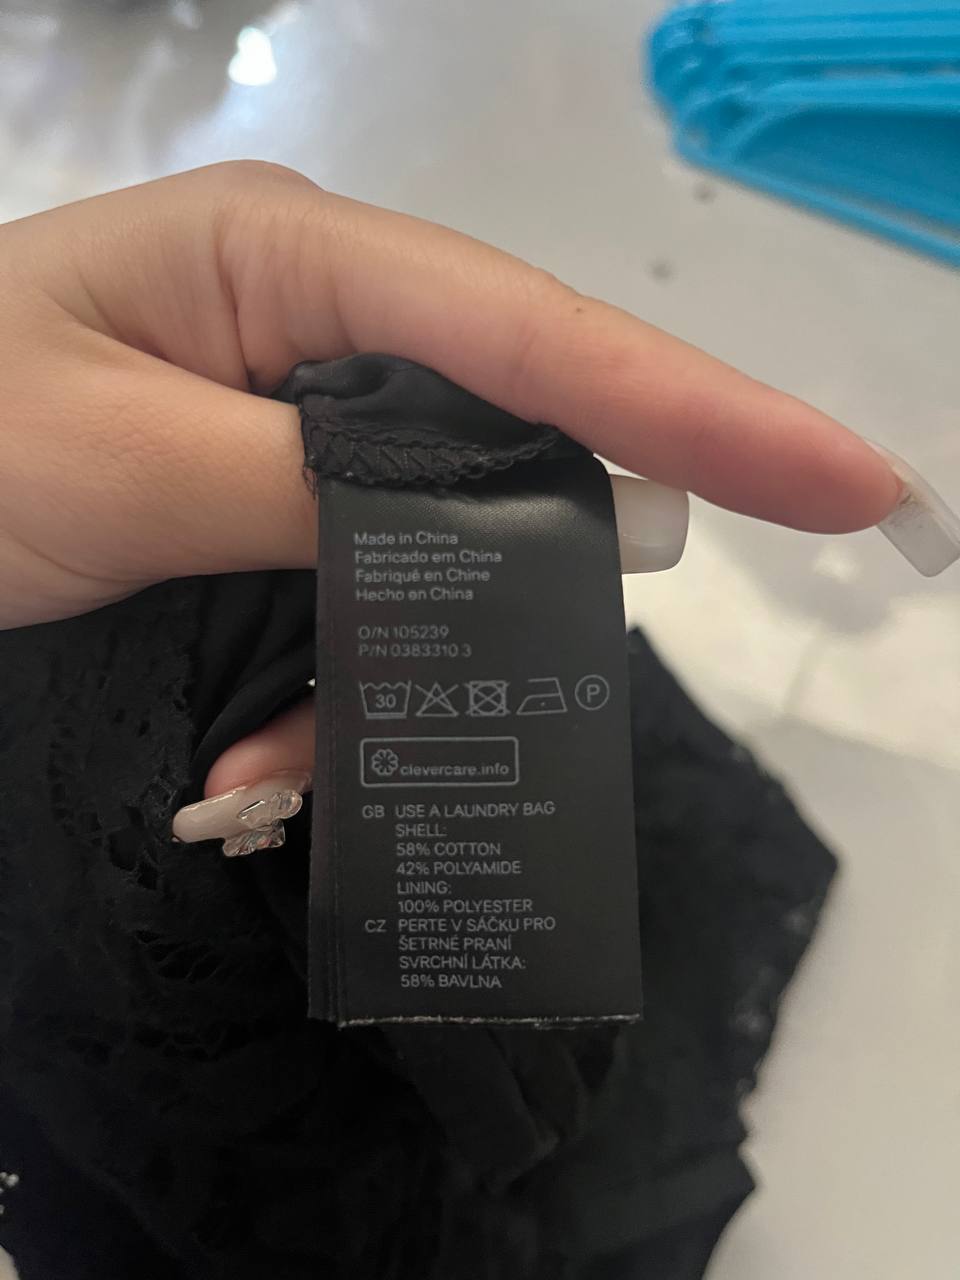 Made in China
Fabricado em China
Fabriqué en Chine
Hecho en China
O/N 105239
P/N 0383310 3
30 P
clevercare.info
GB USE A LAUNDRY BAG
SHELL:
58% COTTON
42% POLYAMIDE
LINING:
100% POLYESTER
CZ PERTE V SÁČKU PRO
ŠETRNÉ PRANÍ
SVRCHNÍ LÁTKA:
58% BAVLNA